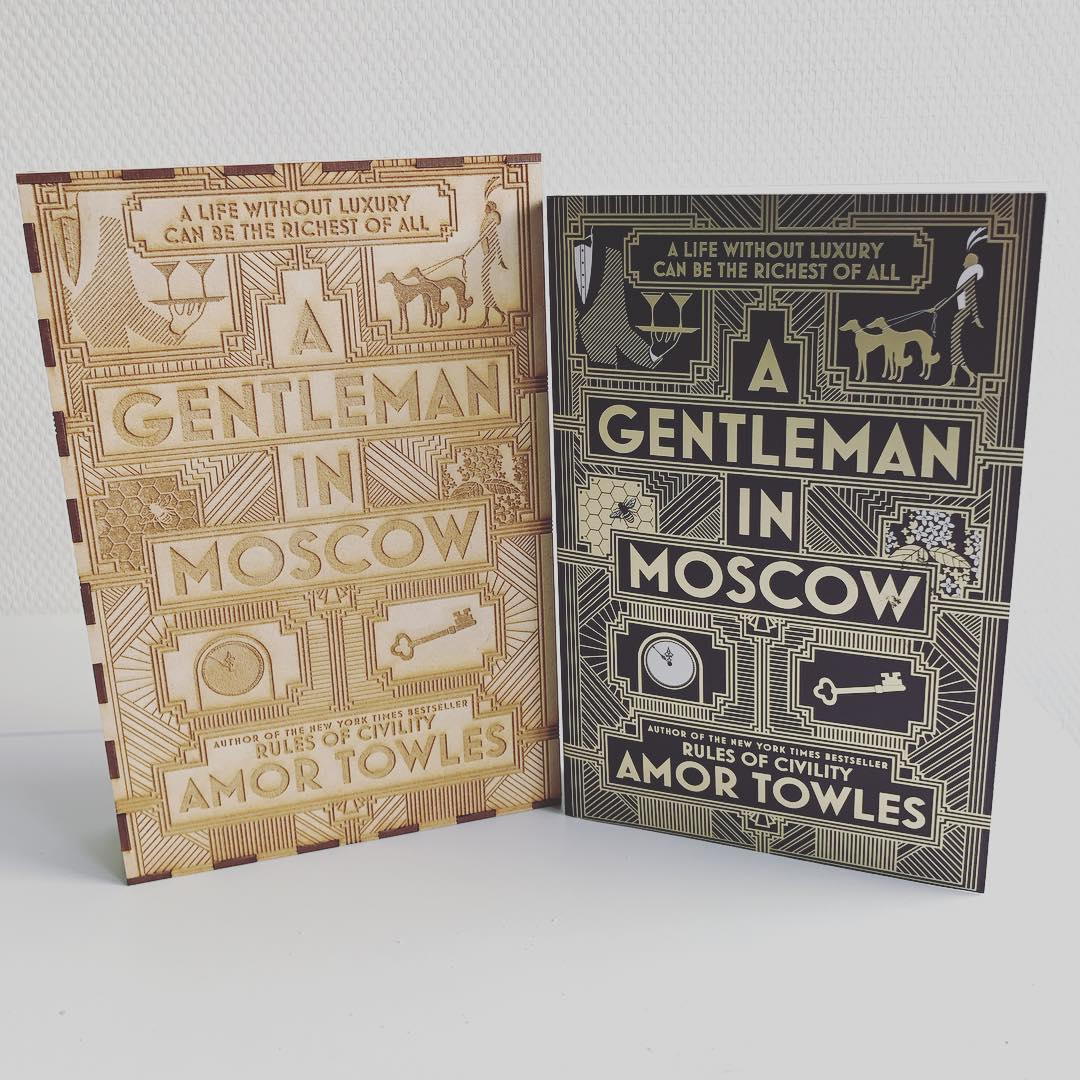 A LIFE WITHOUT LUXURY
CAN BE THE RICHEST OF ALL
A
GENTLEMAN
IN
MOSCOW
AUTHOR OF THE NEW YORK TIMES BESTSELLER
RULES OF CIVILITY
AMOR TOWLES
A LIFE WITHOUT LUXURY
CAN BE THE RICHEST OF ALL
A
GENTLEMAN
IN
MOSCOW
AUTHOR OF THE NEW YORK TIMES BESTSELLER
RULES OF CIVILITY
AMOR TOWLES